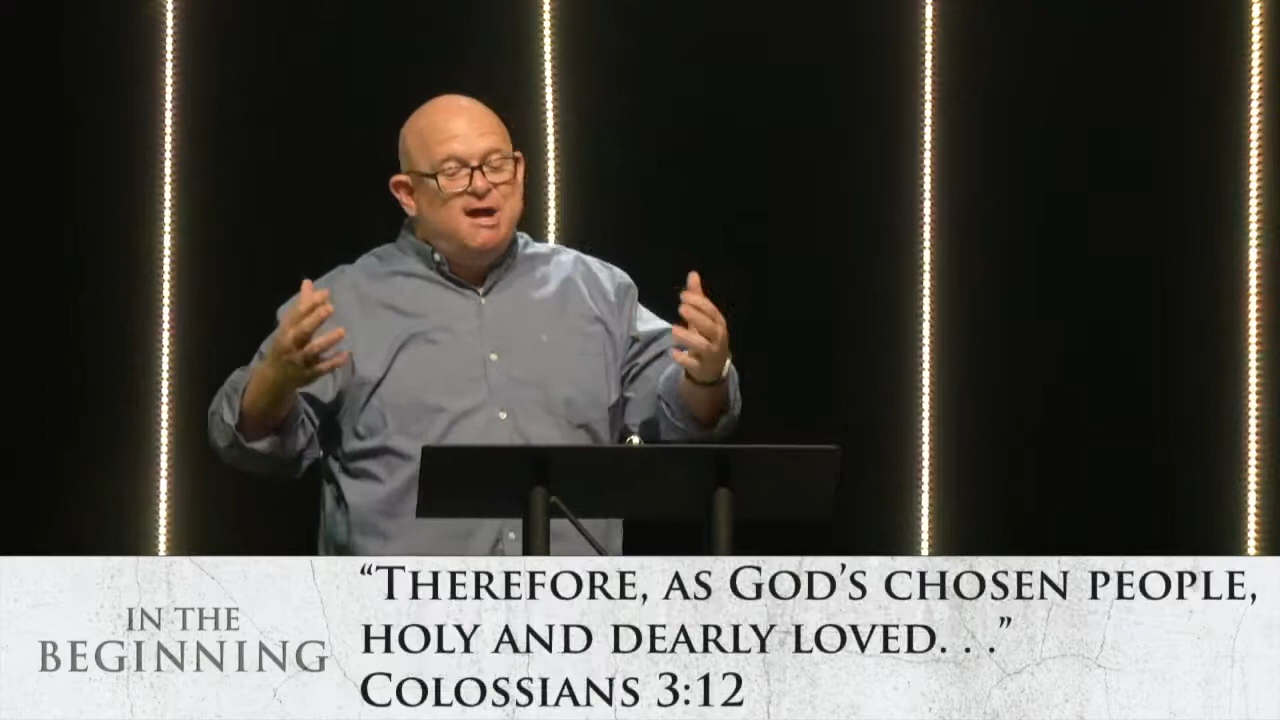 IN THE
BEGINNING
“THEREFORE, AS GOD’S CHOSEN PEOPLE,
HOLY AND DEARLY LOVED. . .”
COLOSSIANS 3:12